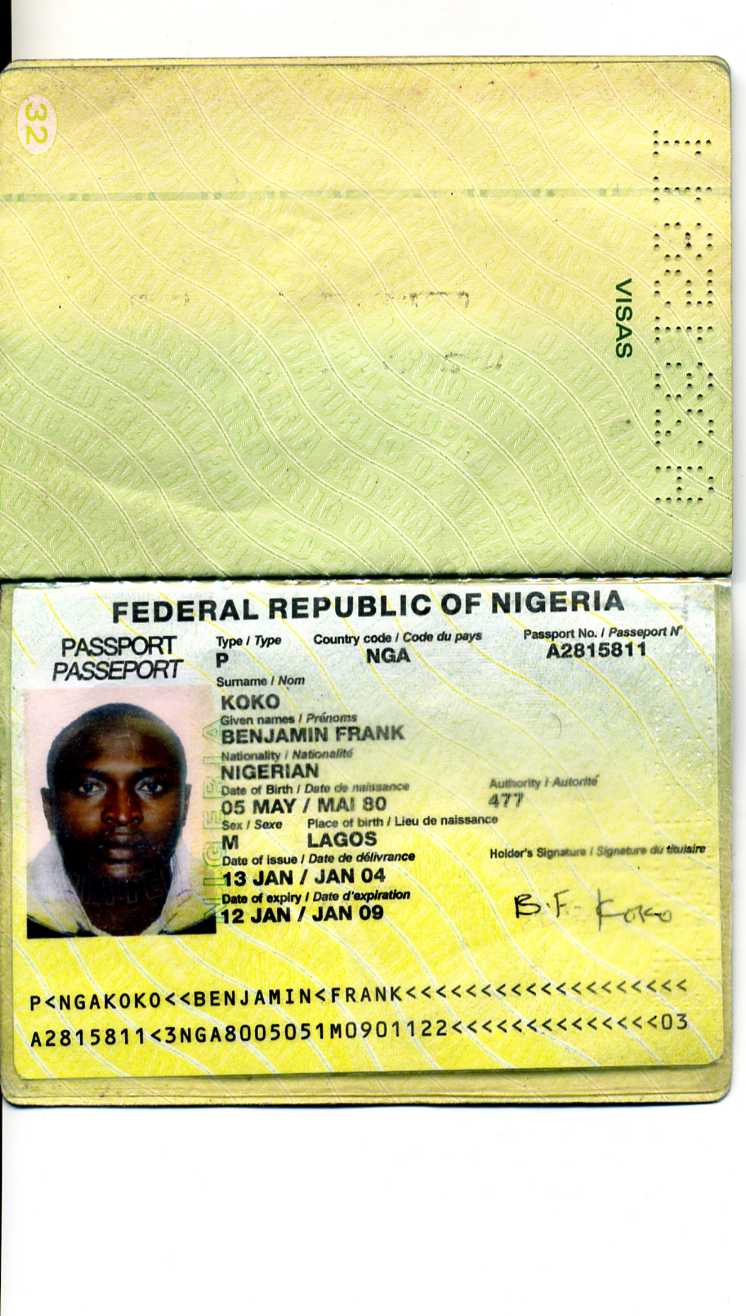 32
VISAS
FEDERAL REPUBLIC OF NIGERIA
PASSPORT
PASSEPORT
Type / Type Country code / Code du pays Passport No. / Passeport N°
P NGA A2815811
Surname / Nom
KOKO
Given names / Prénoms
BENJAMIN FRANK
Nationality / Nationalité
NIGERIAN
Date of Birth / Date de naissance Authority / Autorité
05 MAY / MAI 80 477
Sex / Sexe Place of birth / Lieu de naissance
M LAGOS
Date of issue / Date de délivrance Holder's Signature / Signature du titulaire
13 JAN / JAN 04
Date of expiry / Date d'expiration
12 JAN / JAN 09 B.F. Koko
P<NGAKOKO<<BENJAMIN<FRANK<<<<<<<<<<<<<<<<<<<
A2815811<3NGA8005051M0901122<<<<<<<<<<<<<<03